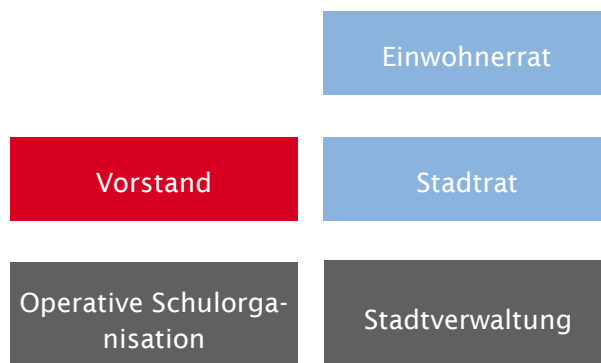 Einwohnerrat
Vorstand
Stadtrat
Operative Schulorga-
nisation
Stadtverwaltung